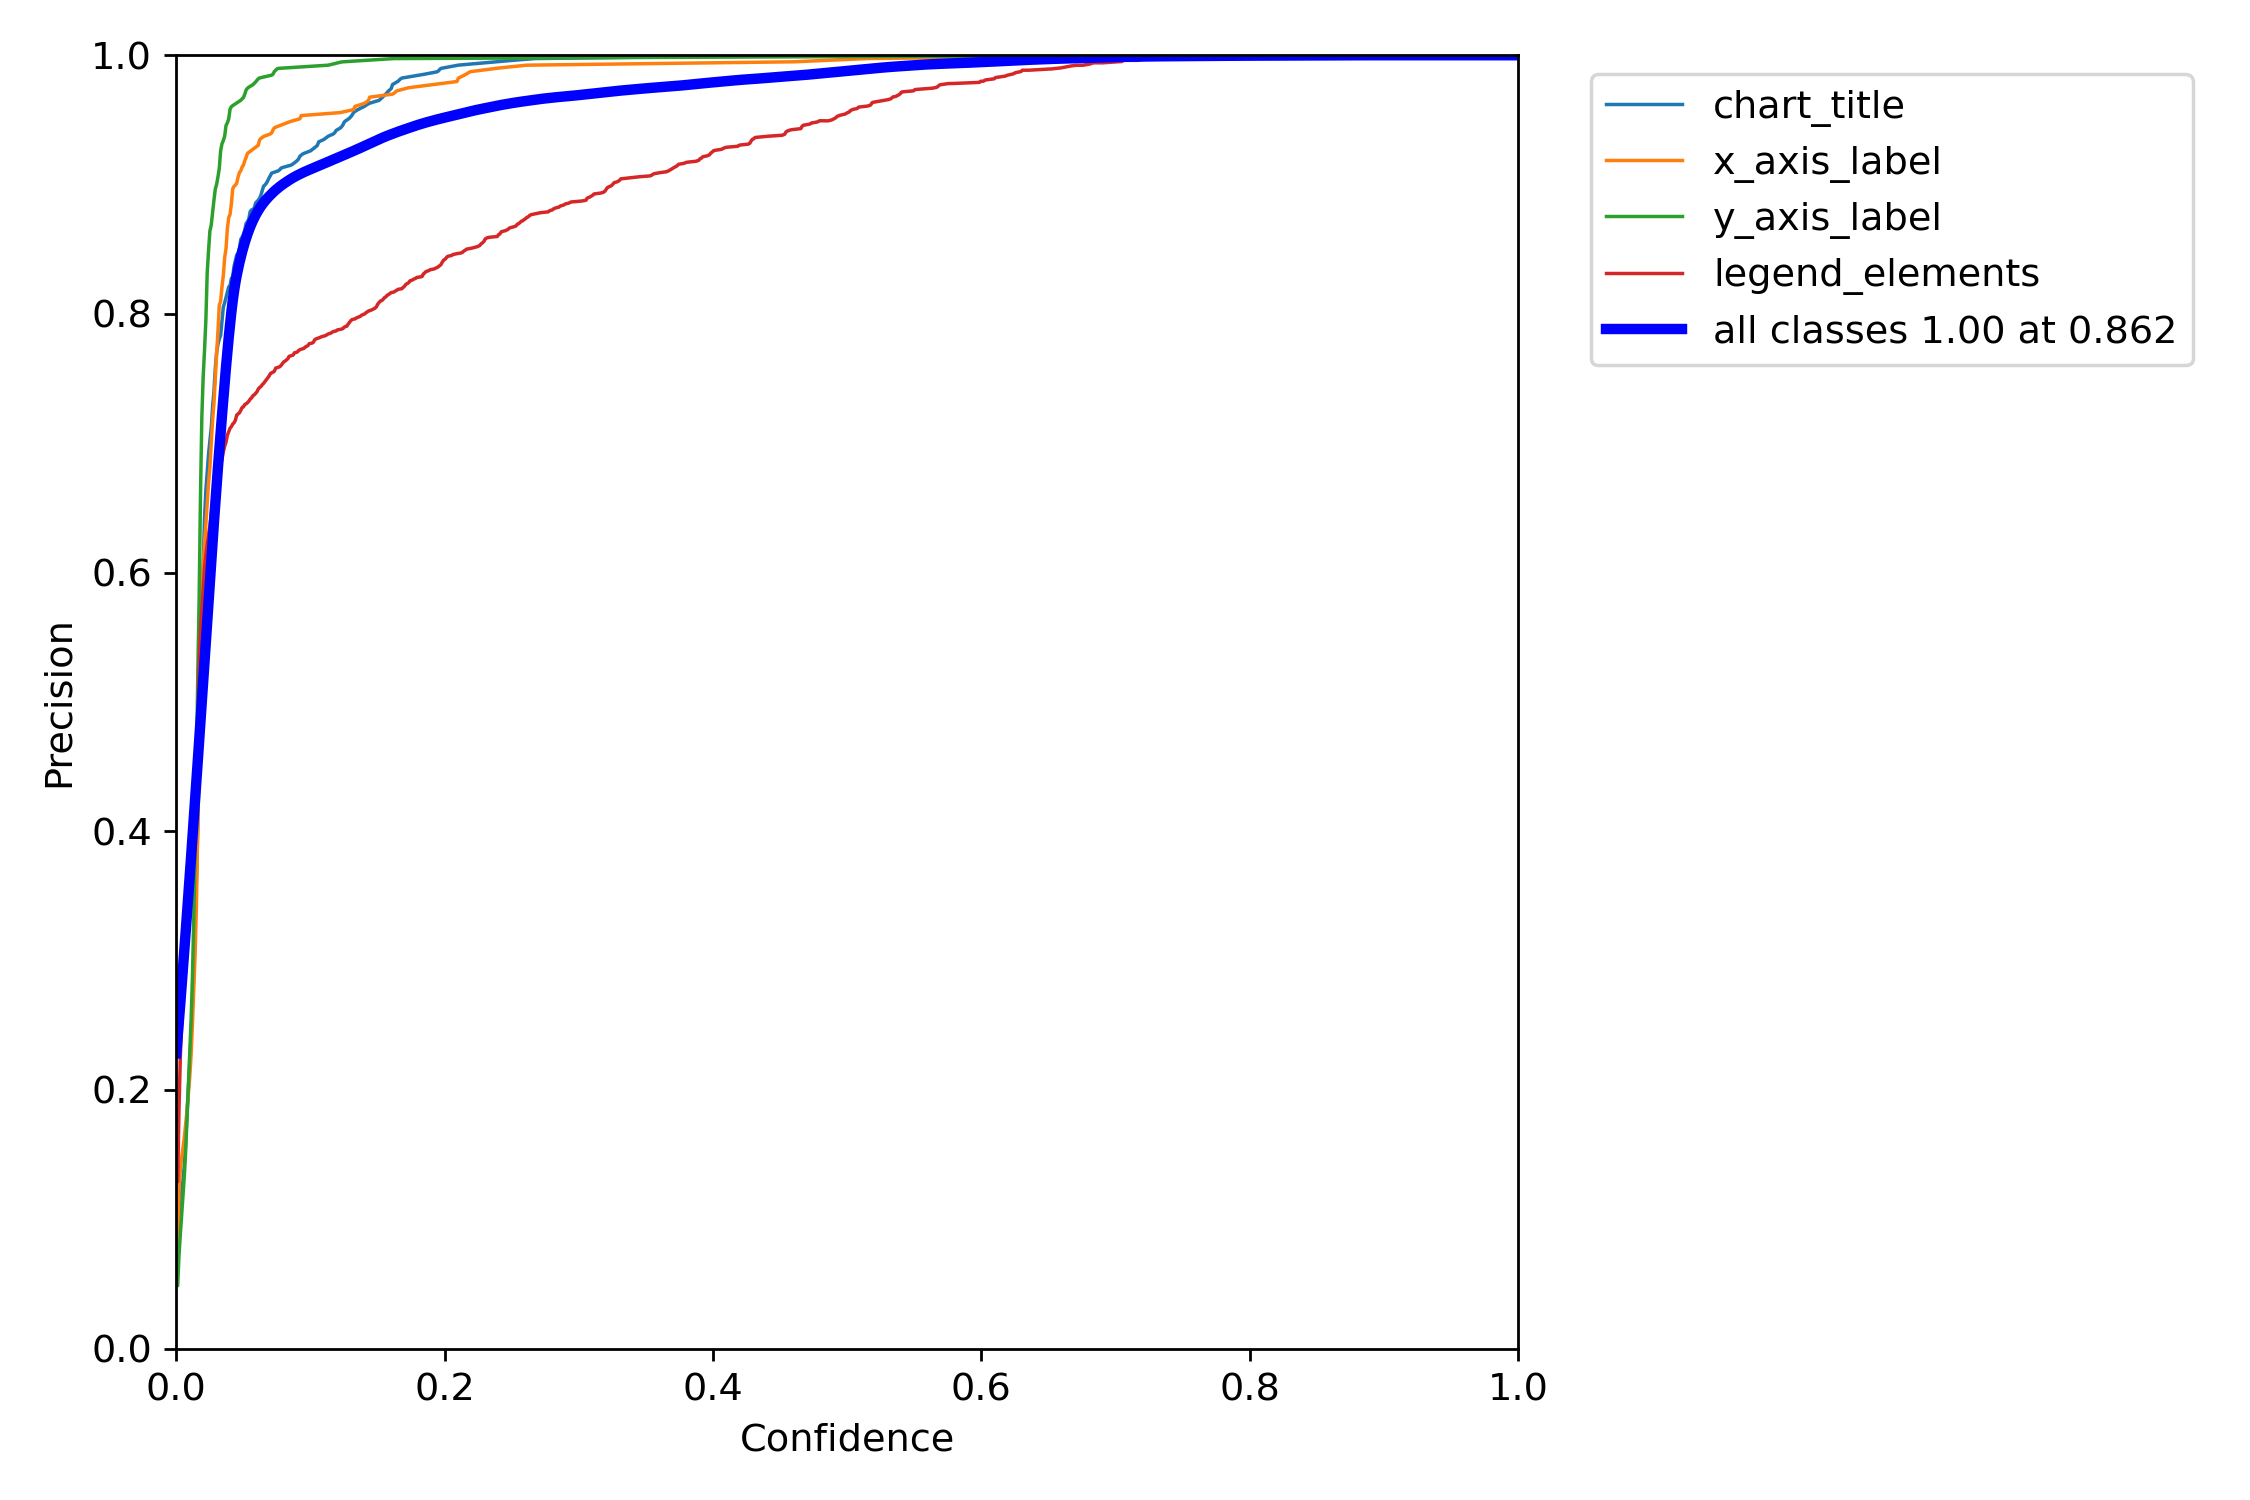 1.0
0.8
0.6
0.4
0.2
0.0
Precision
0.0 0.2 0.4 0.6 0.8 1.0
Confidence
chart_title
x_axis_label
y_axis_label
legend_elements
all classes 1.00 at 0.862